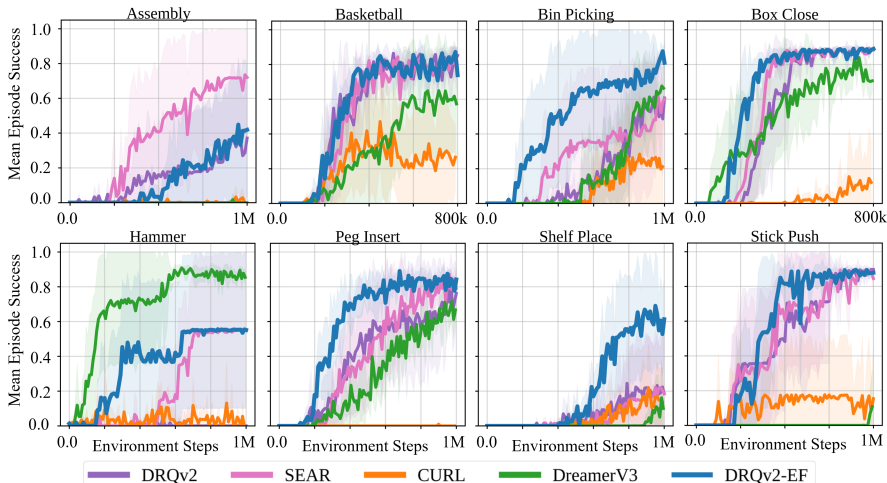 Assembly Basketball Bin Picking Box Close
Mean Episode Success
1.0
0.8
0.6
0.4
0.2
0.0
0.0 1M 0.0 800k 0.0 1M 0.0 800k
Hammer Peg Insert Shelf Place Stick Push
Mean Episode Success
1.0
0.8
0.6
0.4
0.2
0.0
0.0 1M 0.0 1M 0.0 1M 0.0 1M
Environment Steps Environment Steps Environment Steps Environment Steps
DRQv2 SEAR CURL DreamerV3 DRQv2-EF